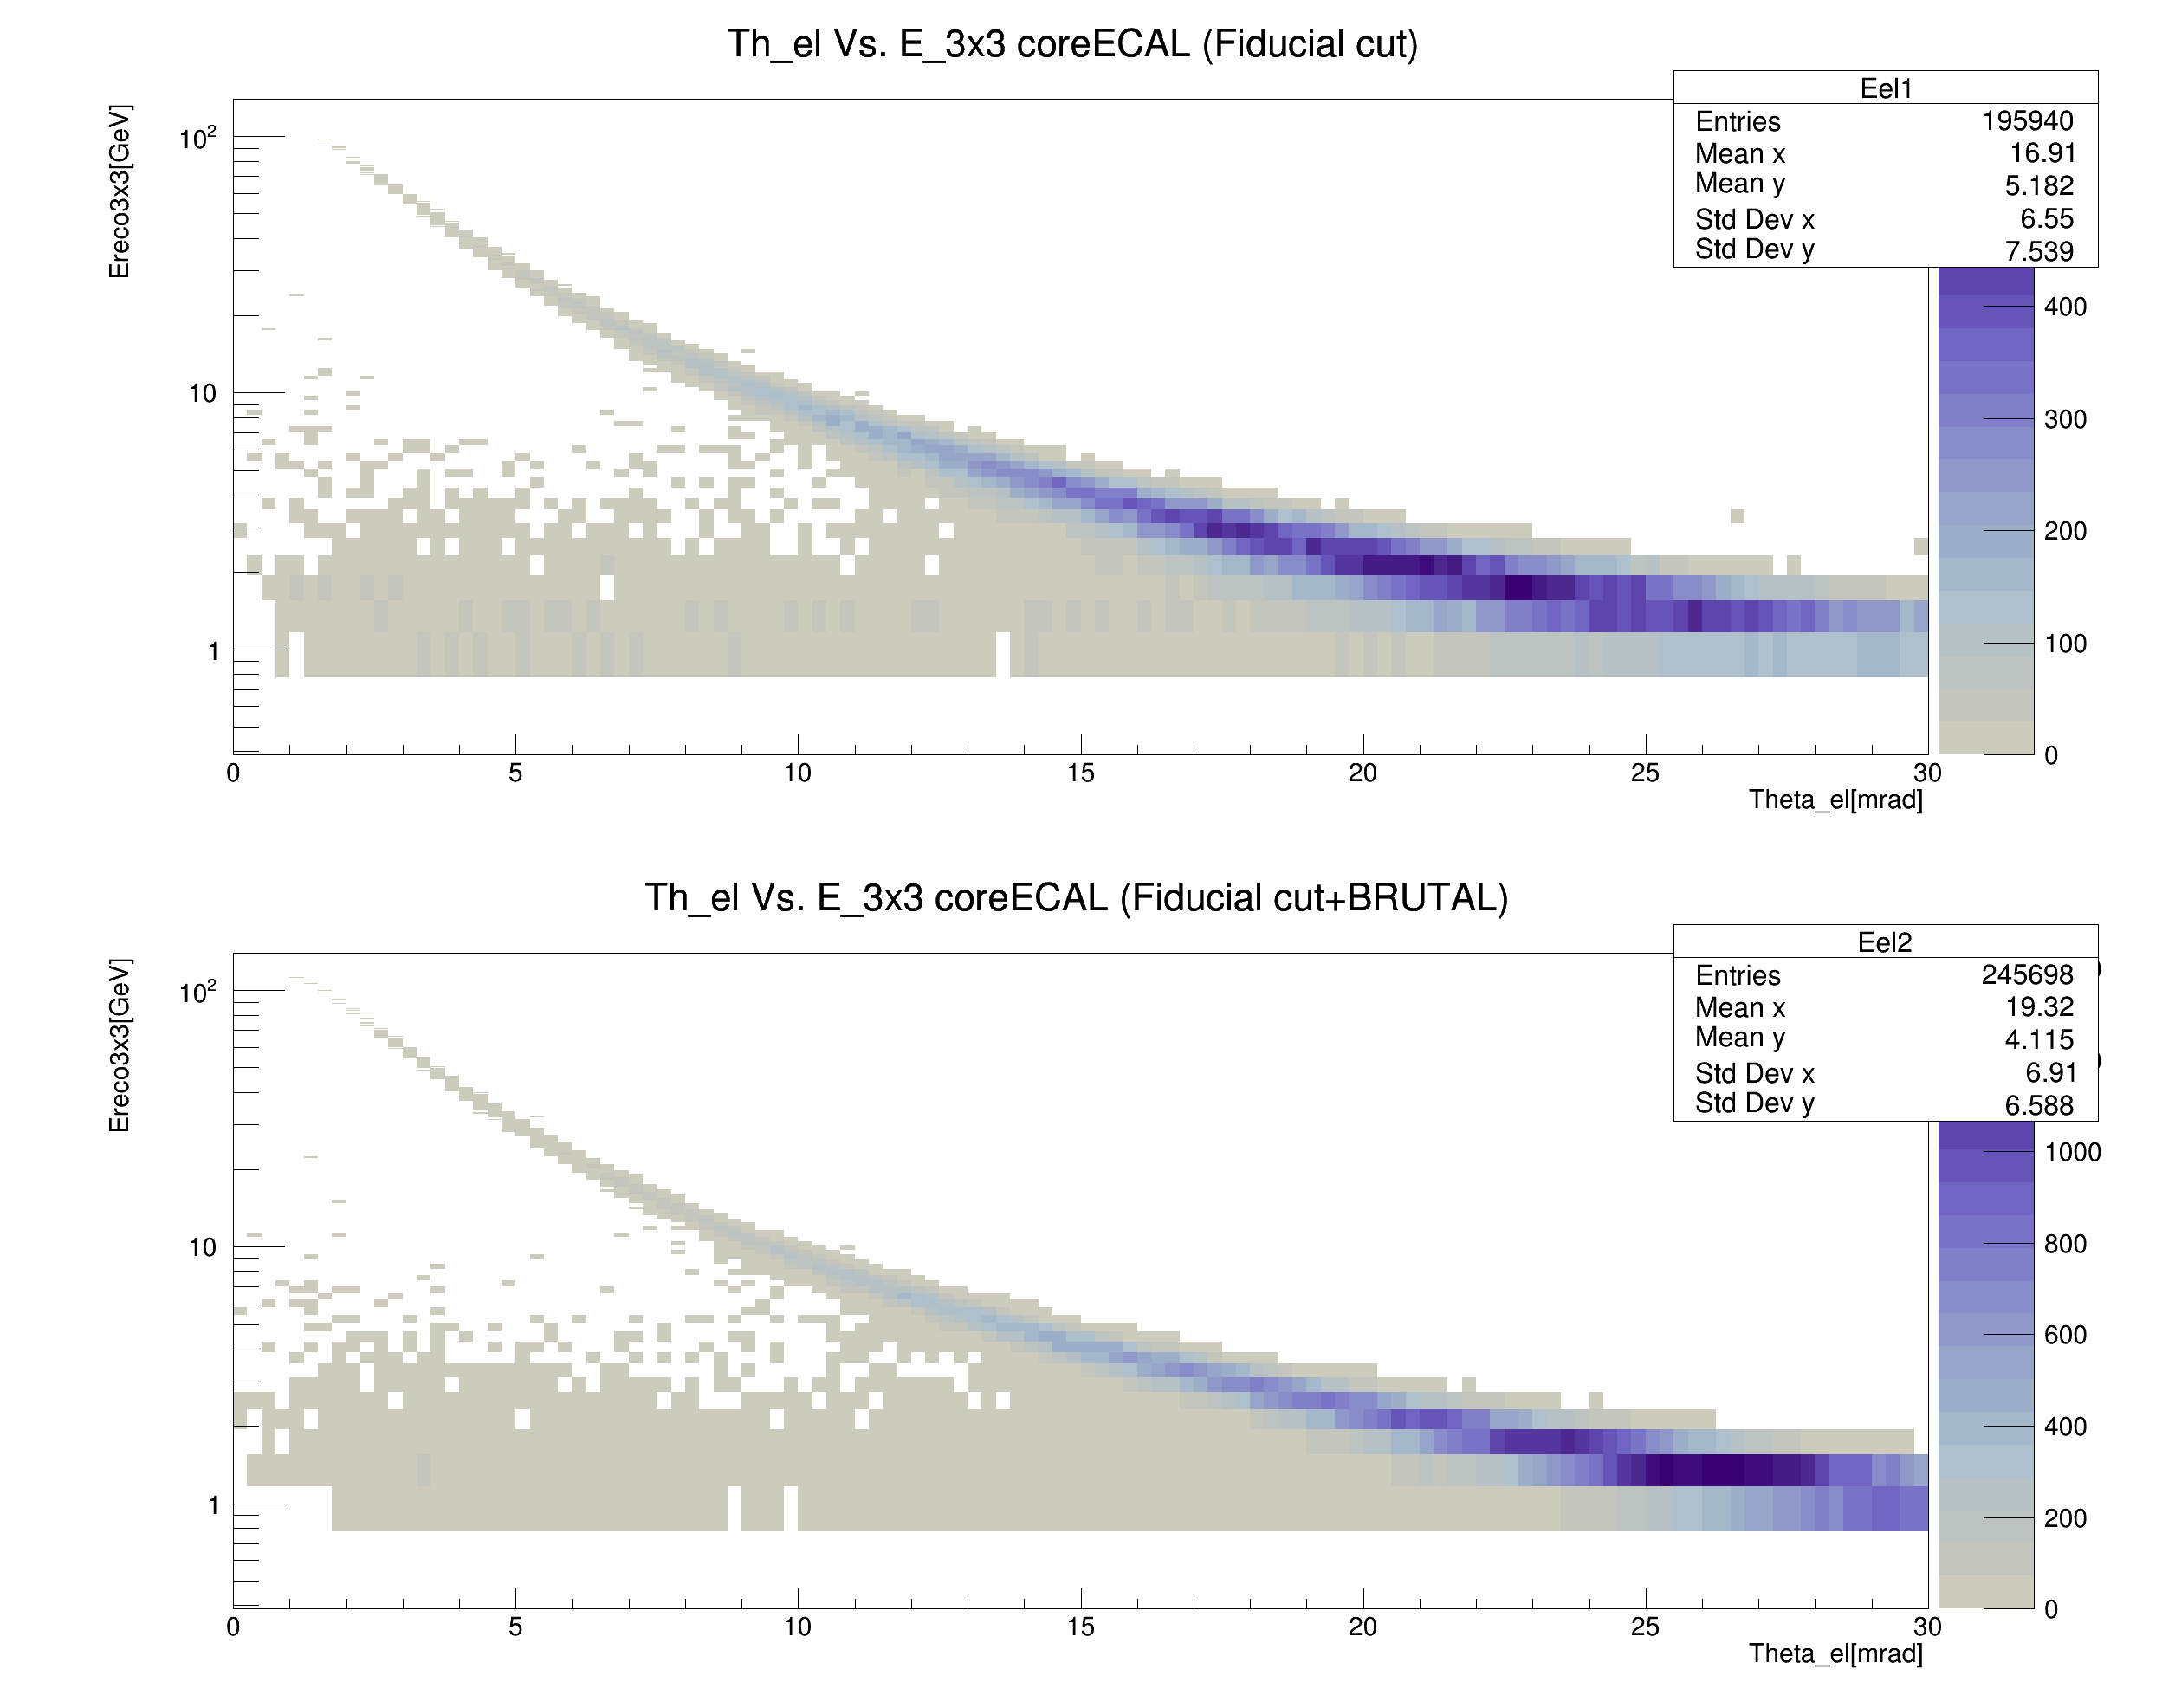 Th_el Vs. E_3x3 coreECAL (Fiducial cut)
Eel1
Entries 195940
Mean x 16.91
Mean y 5.182
Std Dev x 6.55
Std Dev y 7.539
Ereco3x3[GeV]
10²
10
1
400
300
200
100
0
0 5 10 15 20 25 30
Theta_el[mrad]
Th_el Vs. E_3x3 coreECAL (Fiducial cut+BRUTAL)
Eel2
Entries 245698
Mean x 19.32
Mean y 4.115
Std Dev x 6.91
Std Dev y 6.588
Ereco3x3[GeV]
10²
10
1
1000
800
600
400
200
0
0 5 10 15 20 25 30
Theta_el[mrad]